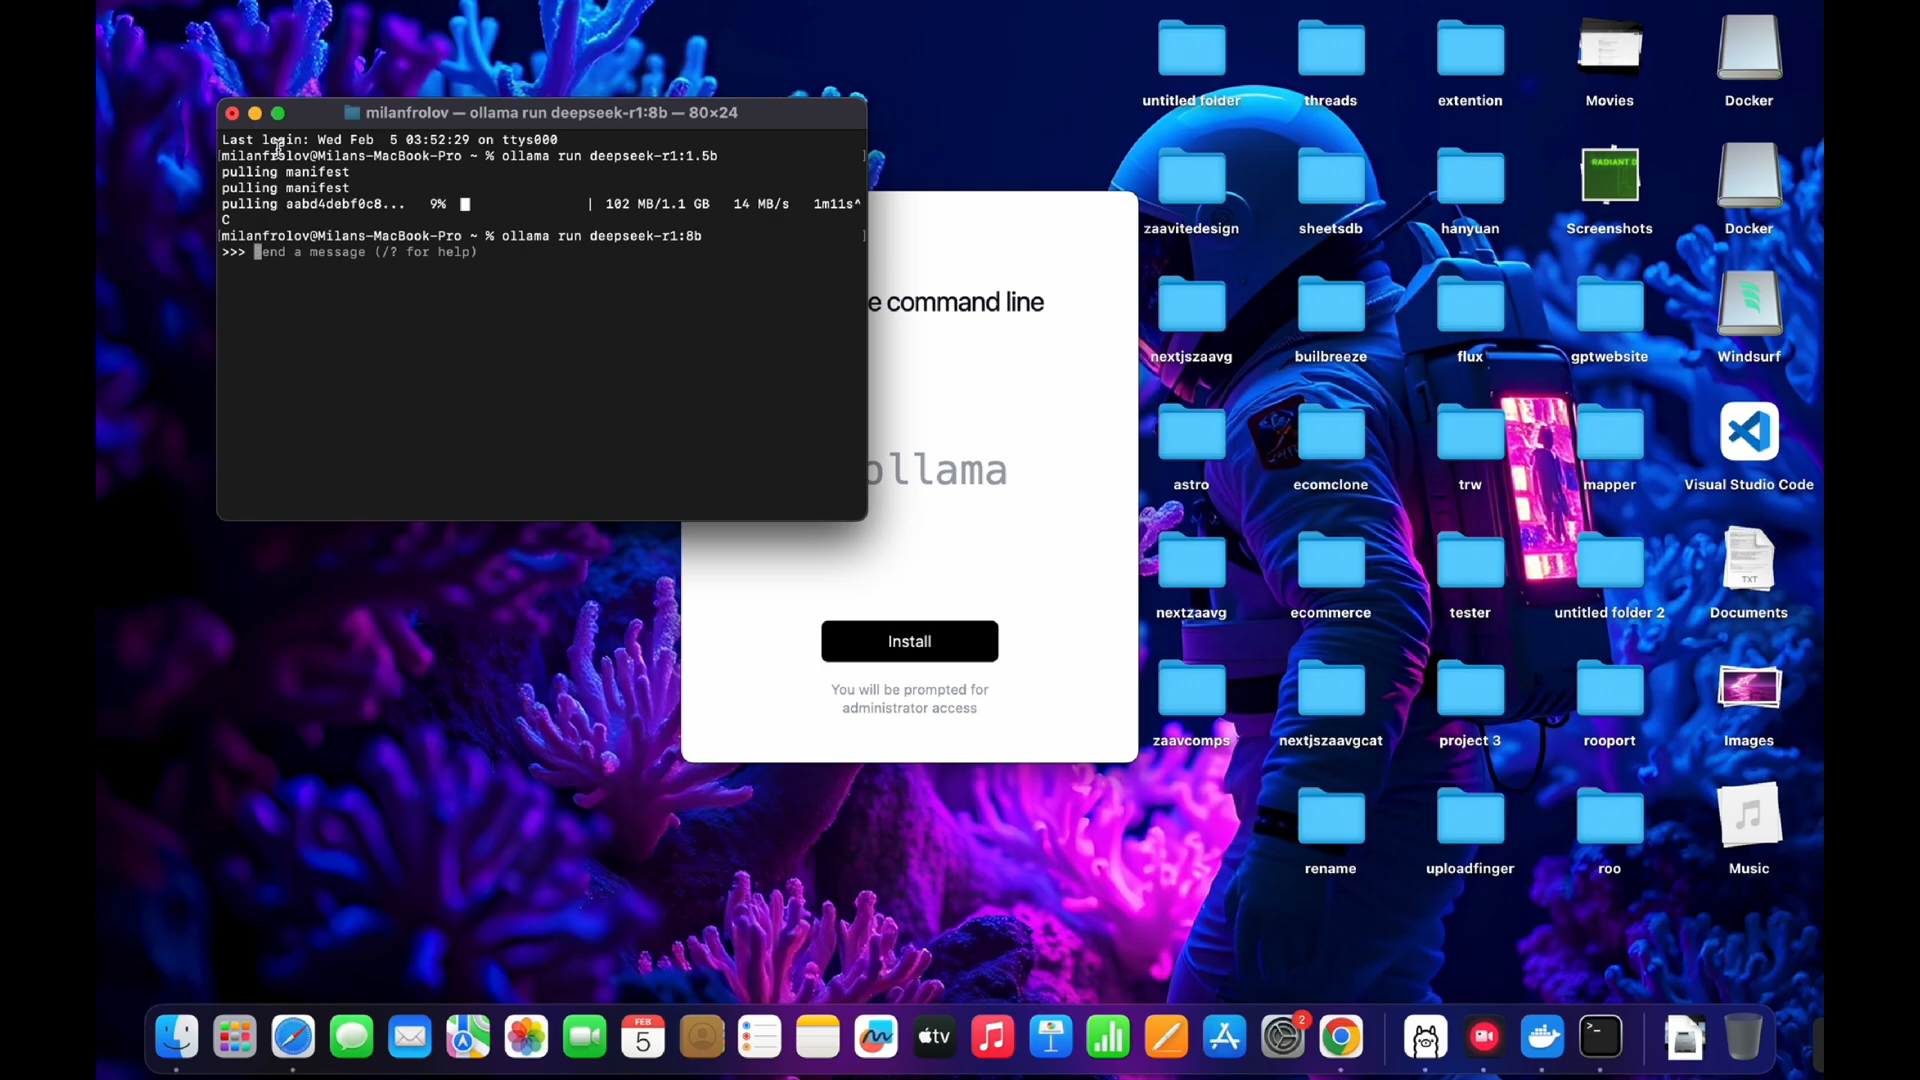 milanfrolov — ollama run deepseek-r1:8b — 80×24
Last login: Wed Feb  5 03:52:29 on ttys000
[milanfrolov@Milans-MacBook-Pro ~ % ollama run deepseek-r1:1.5b ]
pulling manifest
pulling manifest
pulling aabd4debf0c8...   9% | 102 MB/1.1 GB   14 MB/s   1m11s^
C
[milanfrolov@Milans-MacBook-Pro ~ % ollama run deepseek-r1:8b ]
>>> end a message (/? for help)
e command line
ollama
Install
You will be prompted for
administrator access
untitled folder
threads
extention
Movies
Docker
zaavitedesign
sheetsdb
hanyuan
RADIANT D
Screenshots
Docker
nextjszaavg
builbreeze
flux
gptwebsite
Windsurf
astro
ecomclone
trw
mapper
Visual Studio Code
nextzaavg
ecommerce
tester
untitled folder 2
TXT
Documents
zaavcomps
nextjszaavgcat
project 3
rooport
Images
rename
uploadfinger
roo
Music
FEB
5
tv
2
>_